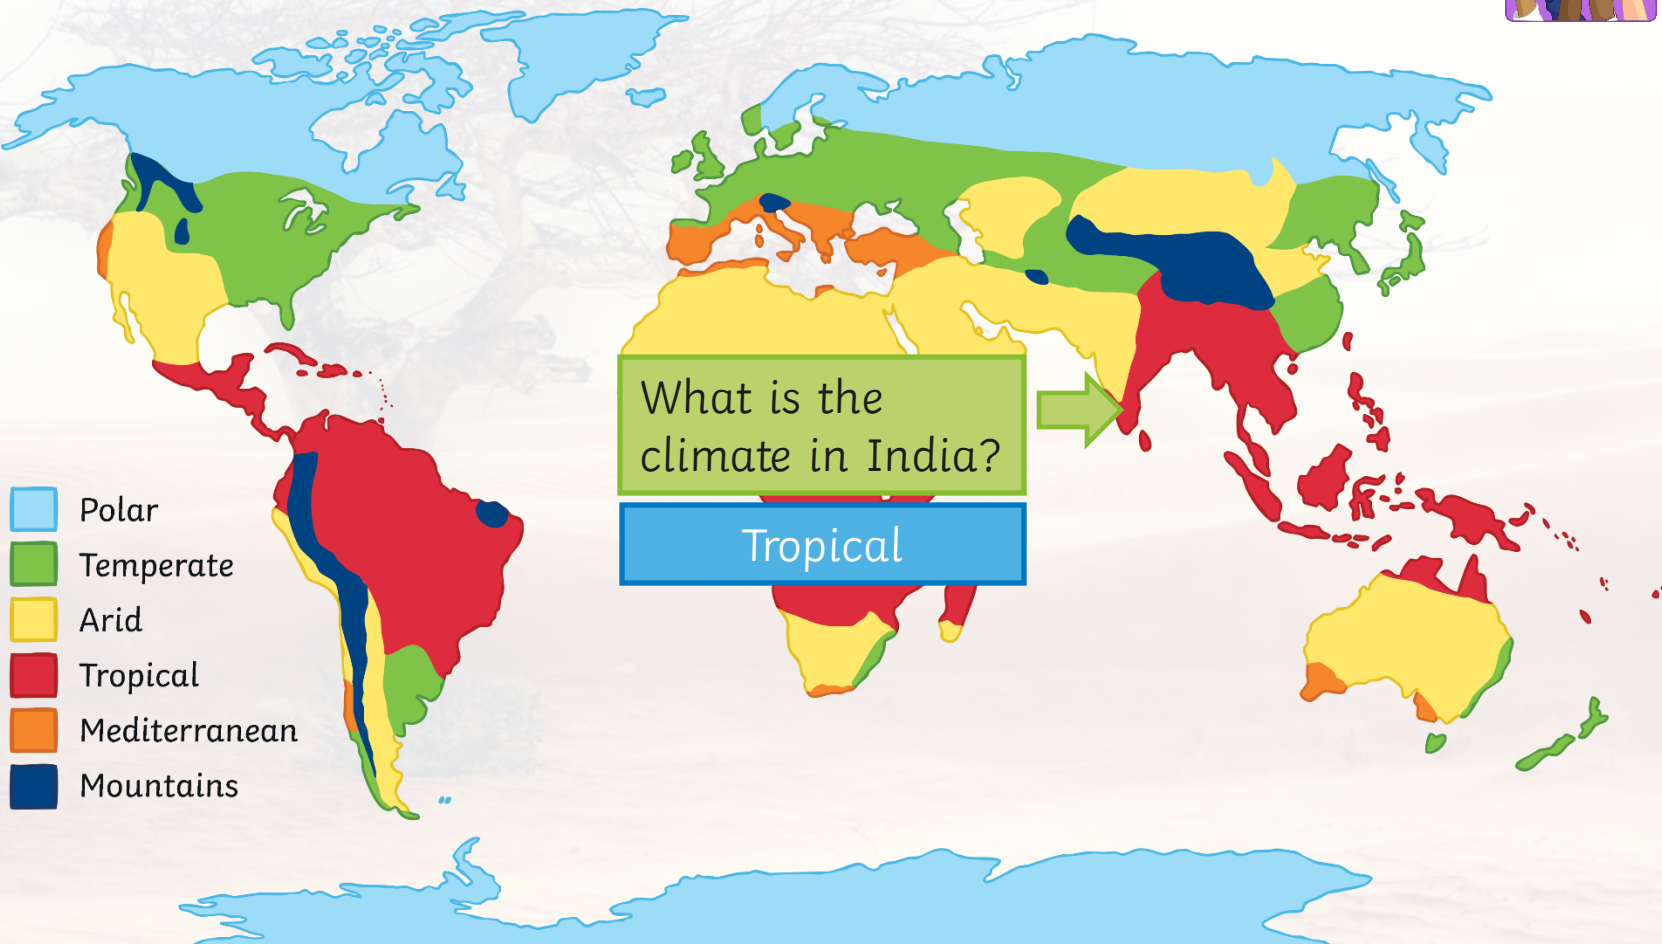 What is the
climate in India?
Tropical
Polar
Temperate
Arid
Tropical
Mediterranean
Mountains